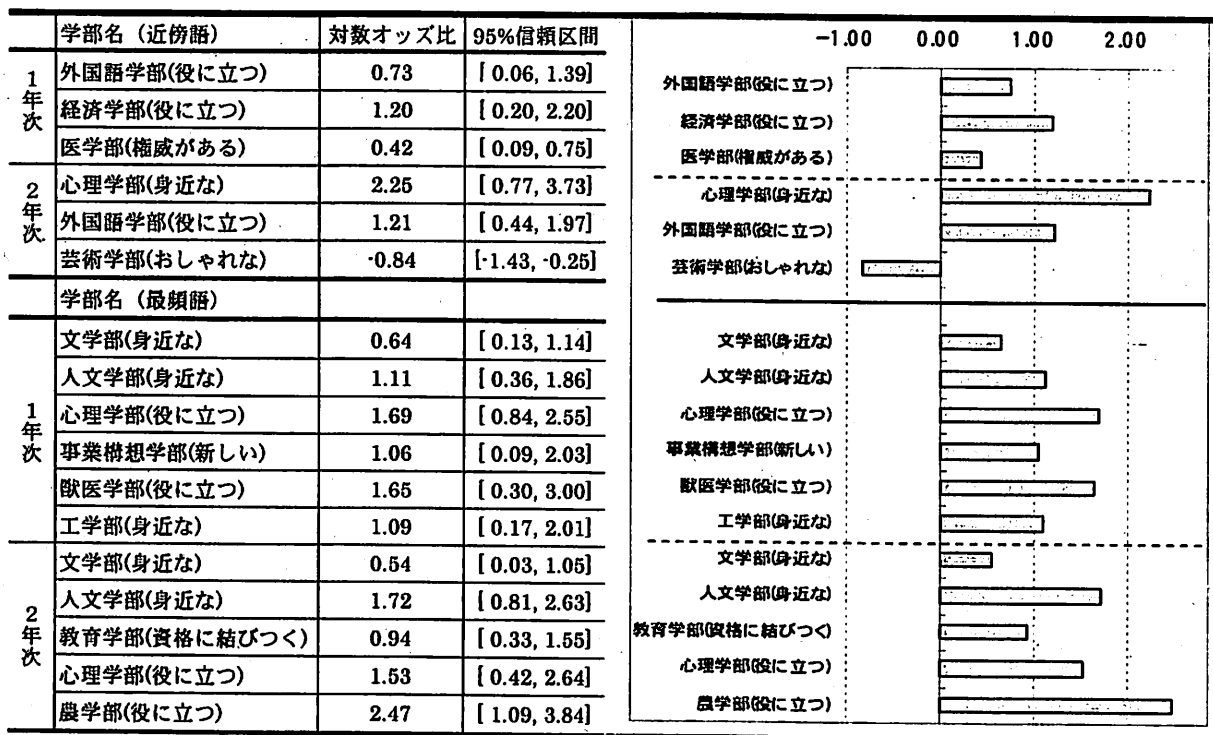 学部名（近傍語） 対数オッズ比 95%信頼区間
1年次
外国語学部(役に立つ) 0.73 [ 0.06, 1.39]
経済学部(役に立つ) 1.20 [ 0.20, 2.20]
医学部(権威がある) 0.42 [ 0.09, 0.75]
2年次
心理学部(身近な) 2.25 [ 0.77, 3.73]
外国語学部(役に立つ) 1.21 [ 0.44, 1.97]
芸術学部(おしゃれな) -0.84 [-1.43, -0.25]
学部名（最頻語）
1年次
文学部(身近な) 0.64 [ 0.13, 1.14]
人文学部(身近な) 1.11 [ 0.36, 1.86]
心理学部(役に立つ) 1.69 [ 0.84, 2.55]
事業構想学部(新しい) 1.06 [ 0.09, 2.03]
獣医学部(役に立つ) 1.65 [ 0.30, 3.00]
工学部(身近な) 1.09 [ 0.17, 2.01]
2年次
文学部(身近な) 0.54 [ 0.03, 1.05]
人文学部(身近な) 1.72 [ 0.81, 2.63]
教育学部(資格に結びつく) 0.94 [ 0.33, 1.55]
心理学部(役に立つ) 1.53 [ 0.42, 2.64]
農学部(役に立つ) 2.47 [ 1.09, 3.84]
-1.00 0.00 1.00 2.00
外国語学部(役に立つ)
経済学部(役に立つ)
医学部(権威がある)
心理学部(身近な)
外国語学部(役に立つ)
芸術学部(おしゃれな)
文学部(身近な)
人文学部(身近な)
心理学部(役に立つ)
事業構想学部(新しい)
獣医学部(役に立つ)
工学部(身近な)
文学部(身近な)
人文学部(身近な)
教育学部(資格に結びつく)
心理学部(役に立つ)
農学部(役に立つ)